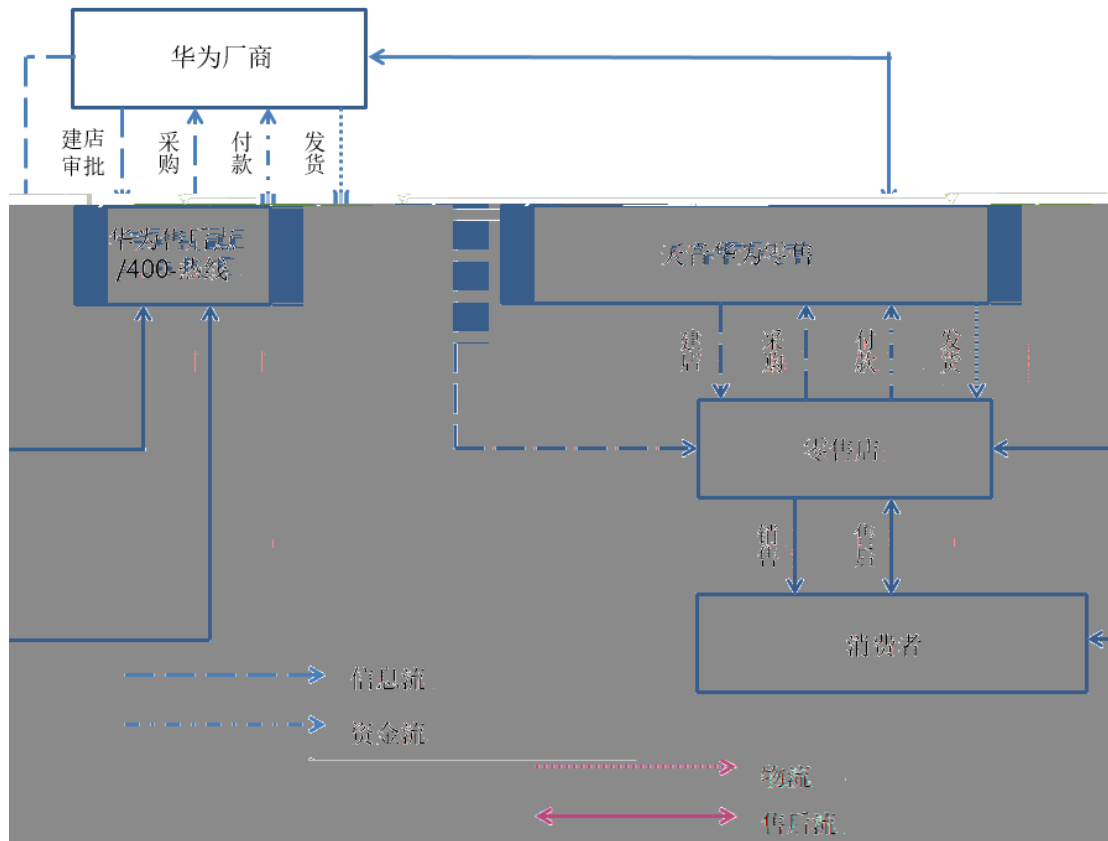 华为厂商
建店
审批
采购
付款
发货
华为售后
/400-热线
天音华为零售
建店
采购
付款
发货
零售店
销售
售后
消费者
信息流
资金流
物流
售后流